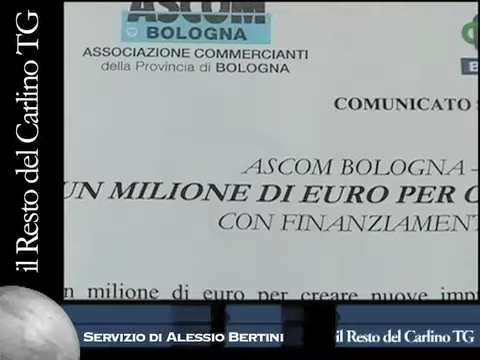 il Resto del Carlino TG
ASCOM
BOLOGNA
ASSOCIAZIONE COMMERCIANTI
della Provincia di BOLOGNA
COMUNICATO
ASCOM BOLOGNA -
UN MILIONE DI EURO PER
CON FINANZIAMENT
n milione di euro per creare nuove imp
SERVIZIO DI ALESSIO BERTINI
il Resto del Carlino TG